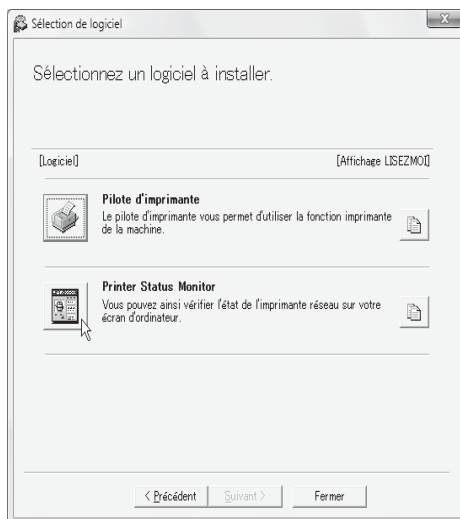 Sélection de logiciel
X
Sélectionnez un logiciel à installer.
[Logiciel] [Affichage LISEZMOI]
Pilote d'imprimante
Le pilote d'imprimante vous permet d'utiliser la fonction imprimante
de la machine.
Printer Status Monitor
Vous pouvez ainsi vérifier l'état de l'imprimante réseau sur votre
écran d'ordinateur.
< Précédent Suivant > Fermer